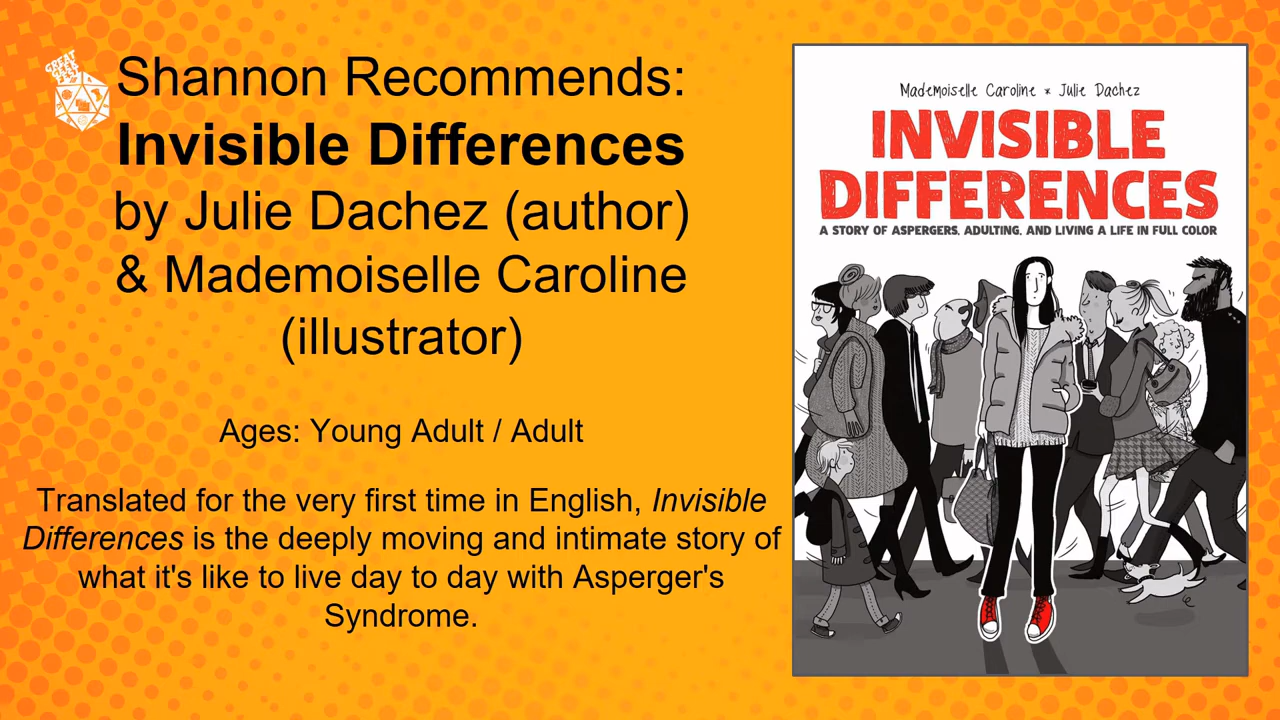 GREAT
GEEK
Shannon Recommends:
Invisible Differences
by Julie Dachez (author)
& Mademoiselle Caroline
(illustrator)
Ages: Young Adult / Adult
Translated for the very first time in English, Invisible
Differences is the deeply moving and intimate story of
what it's like to live day to day with Asperger's
Syndrome.
Mademoiselle Caroline × Julie Dachez
INVISIBLE
DIFFERENCES
A STORY OF ASPERGERS, ADULTING, AND LIVING A LIFE IN FULL COLOR